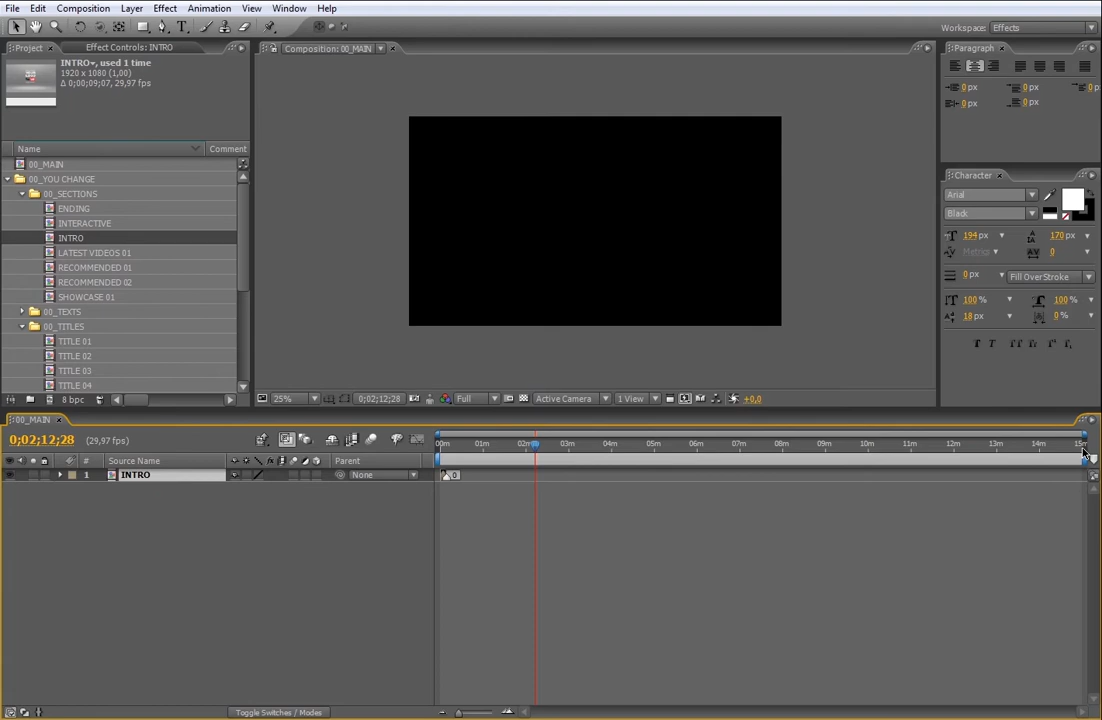 File Edit Composition Layer Effect Animation View Window Help
Workspace: Effects
Project Effect Controls: INTRO
Composition: 00_MAIN
Paragraph
INTRO, used 1 time
1920 x 1080 (1,00)
Δ 0;00;09;07, 29,97 fps
0 px 0 px 0 p
0 px 0 px
Name Comment
00_MAIN
00_YOU CHANGE
00_SECTIONS
ENDING
INTERACTIVE
INTRO
LATEST VIDEOS 01
RECOMMENDED 01
RECOMMENDED 02
SHOWCASE 01
00_TEXTS
00_TITLES
TITLE 01
TITLE 02
TITLE 03
TITLE 04
8 bpc
Character
Arial
Black
194 px 170 px
Metrics 0
0 px Fill Over Stroke
100 % 100 %
18 px 0 %
T T TT Tr T' T,
25% 0;02;12;28 Full Active Camera 1 View +0,0
00_MAIN
0;02;12;28 (29,97 fps)
00m 01m 02m 03m 04m 05m 06m 07m 08m 09m 10m 11m 12m 13m 14m 15m
# Source Name Parent
1 INTRO None
0
Toggle Switches / Modes